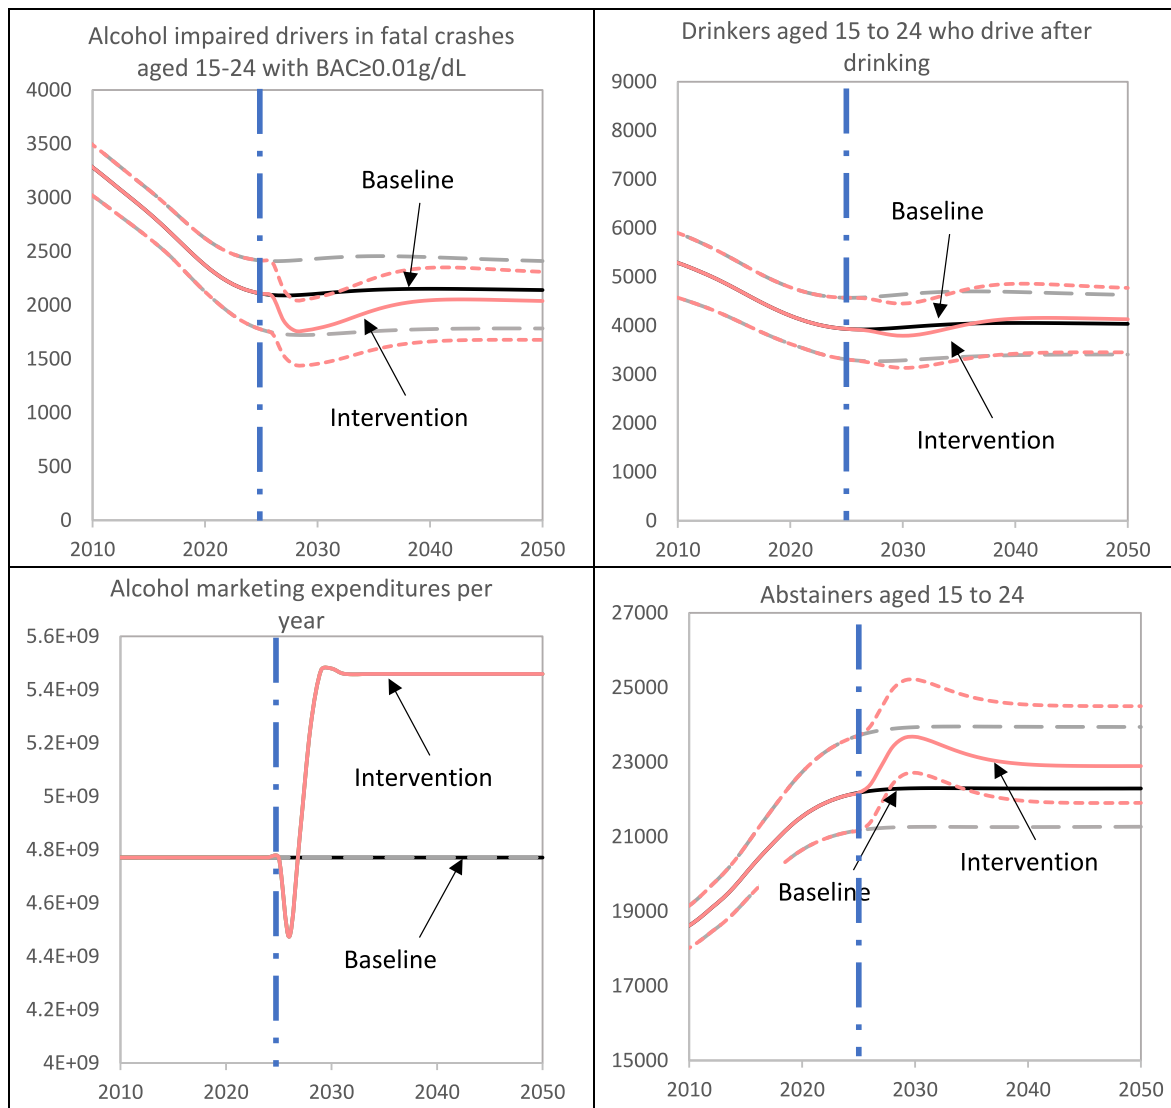 Alcohol impaired drivers in fatal crashes
aged 15-24 with BAC≥0.01g/dL
4000
3500
3000
2500
2000
1500
1000
500
0
2010
2020
2030
2040
2050
Baseline
Intervention
Drinkers aged 15 to 24 who drive after
drinking
9000
8000
7000
6000
5000
4000
3000
2000
1000
0
2010
2020
2030
2040
2050
Baseline
Intervention
Alcohol marketing expenditures per
year
5.6E+09
5.4E+09
5.2E+09
5E+09
4.8E+09
4.6E+09
4.4E+09
4.2E+09
4E+09
2010
2020
2030
2040
2050
Intervention
Baseline
Abstainers aged 15 to 24
27000
25000
23000
21000
19000
17000
15000
2010
2020
2030
2040
2050
Intervention
Baseline